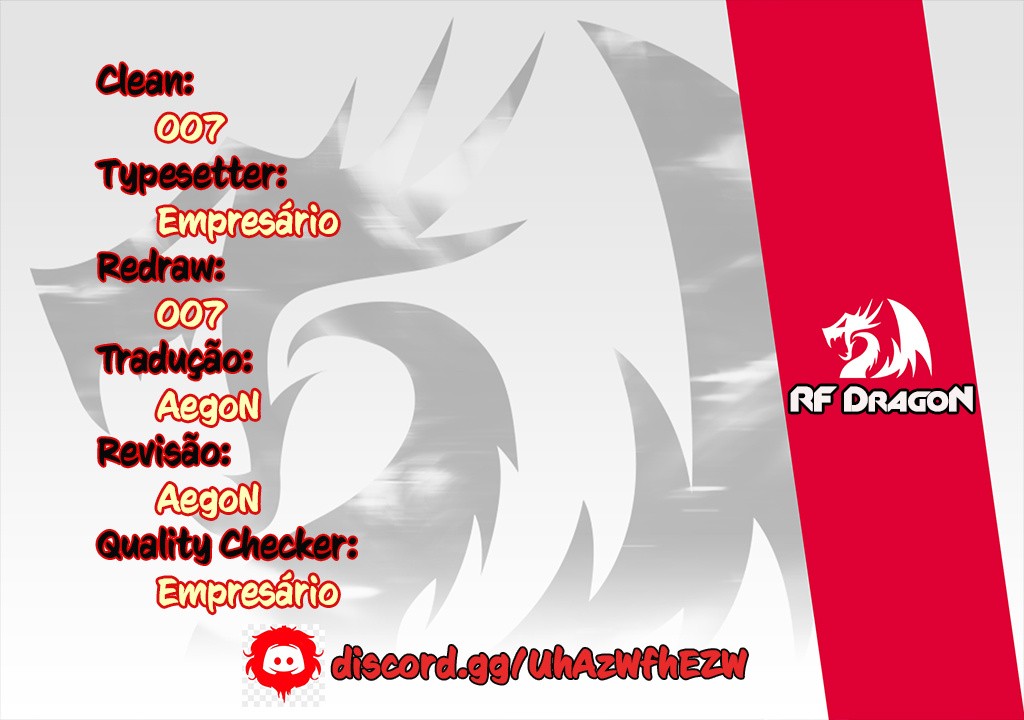 Clean:
007
Typesetter:
Empresário
Redraw:
007
Tradução:
AegoN
Revisão:
AegoN
Quality Checker:
Empresário
discord.gg/UhAzWfhEZW
RF DRAGON